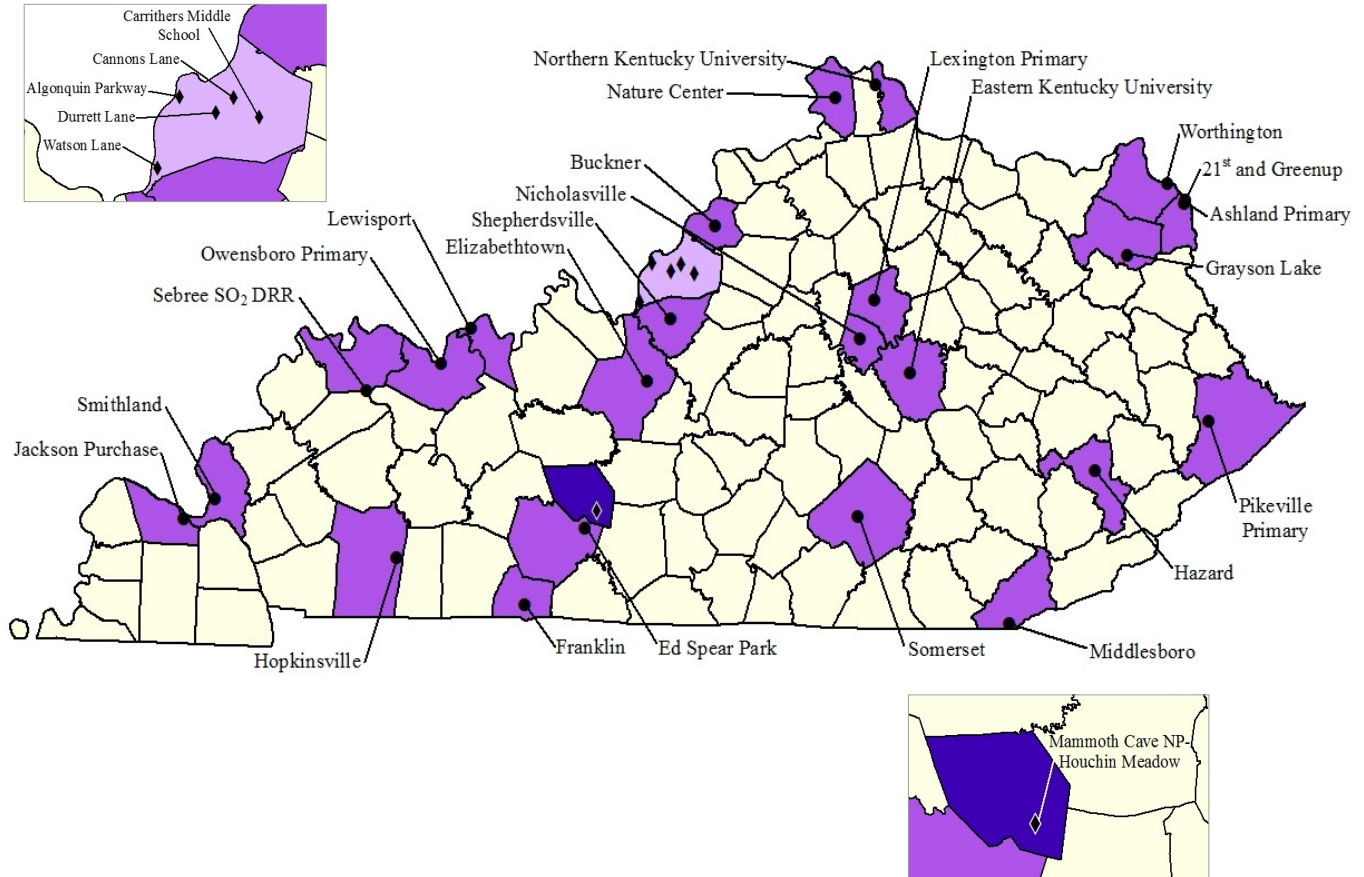 Carrithers Middle
School
Cannons Lane
Algonquin Parkway
Durrett Lane
Watson Lane
Northern Kentucky University
Nature Center
Lexington Primary
Eastern Kentucky University
Worthington
21st and Greenup
Ashland Primary
Grayson Lake
Buckner
Nicholasville
Shepherdsville
Elizabethtown
Lewisport
Owensboro Primary
Sebree SO2 DRR
Smithland
Jackson Purchase
Pikeville
Primary
Hazard
Middlesboro
Somerset
Ed Spear Park
Franklin
Hopkinsville
Mammoth Cave NP-
Houchin Meadow